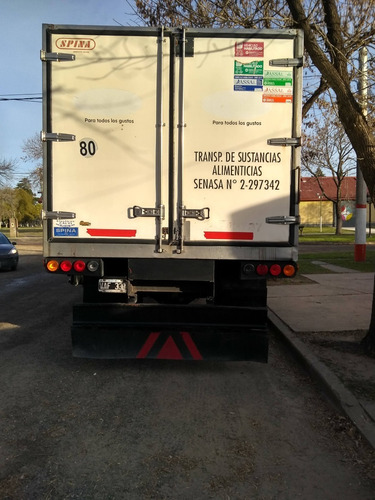 SPINA
Para todos los gustos
Para todos los gustos
80
TRANSP. DE SUSTANCIAS
ALIMENTICIAS
SENASA N° 2-297342
SPINA